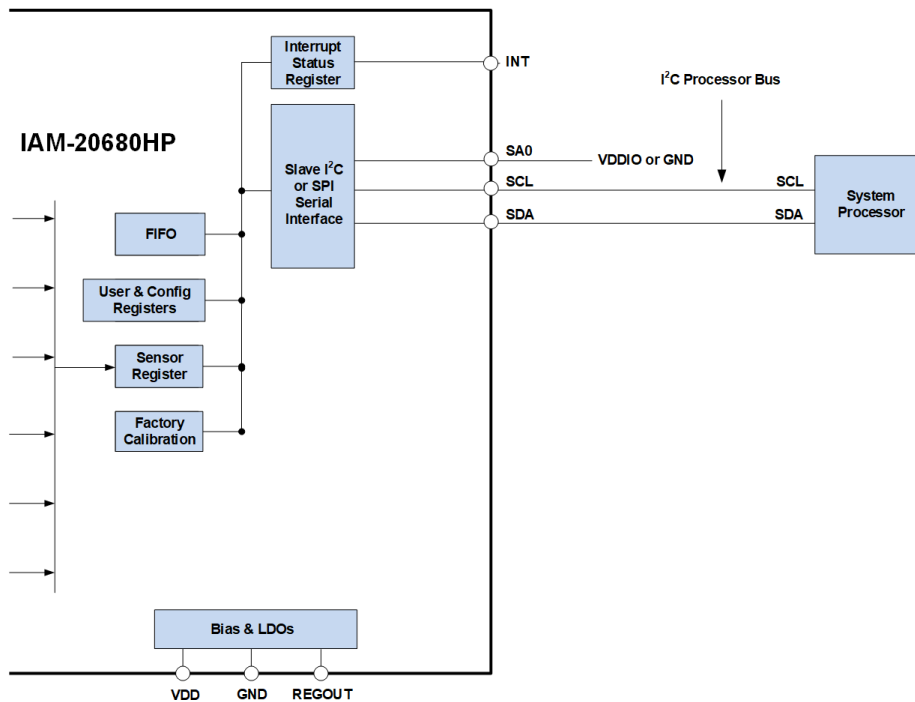 Interrupt
Status
Register
INT
I²C Processor Bus
IAM-20680HP
Slave I²C
or SPI
Serial
Interface
SA0
VDDIO or GND
SCL
SCL
SDA
SDA
System
Processor
FIFO
User & Config
Registers
Sensor
Register
Factory
Calibration
Bias & LDOs
VDD
GND
REGOUT